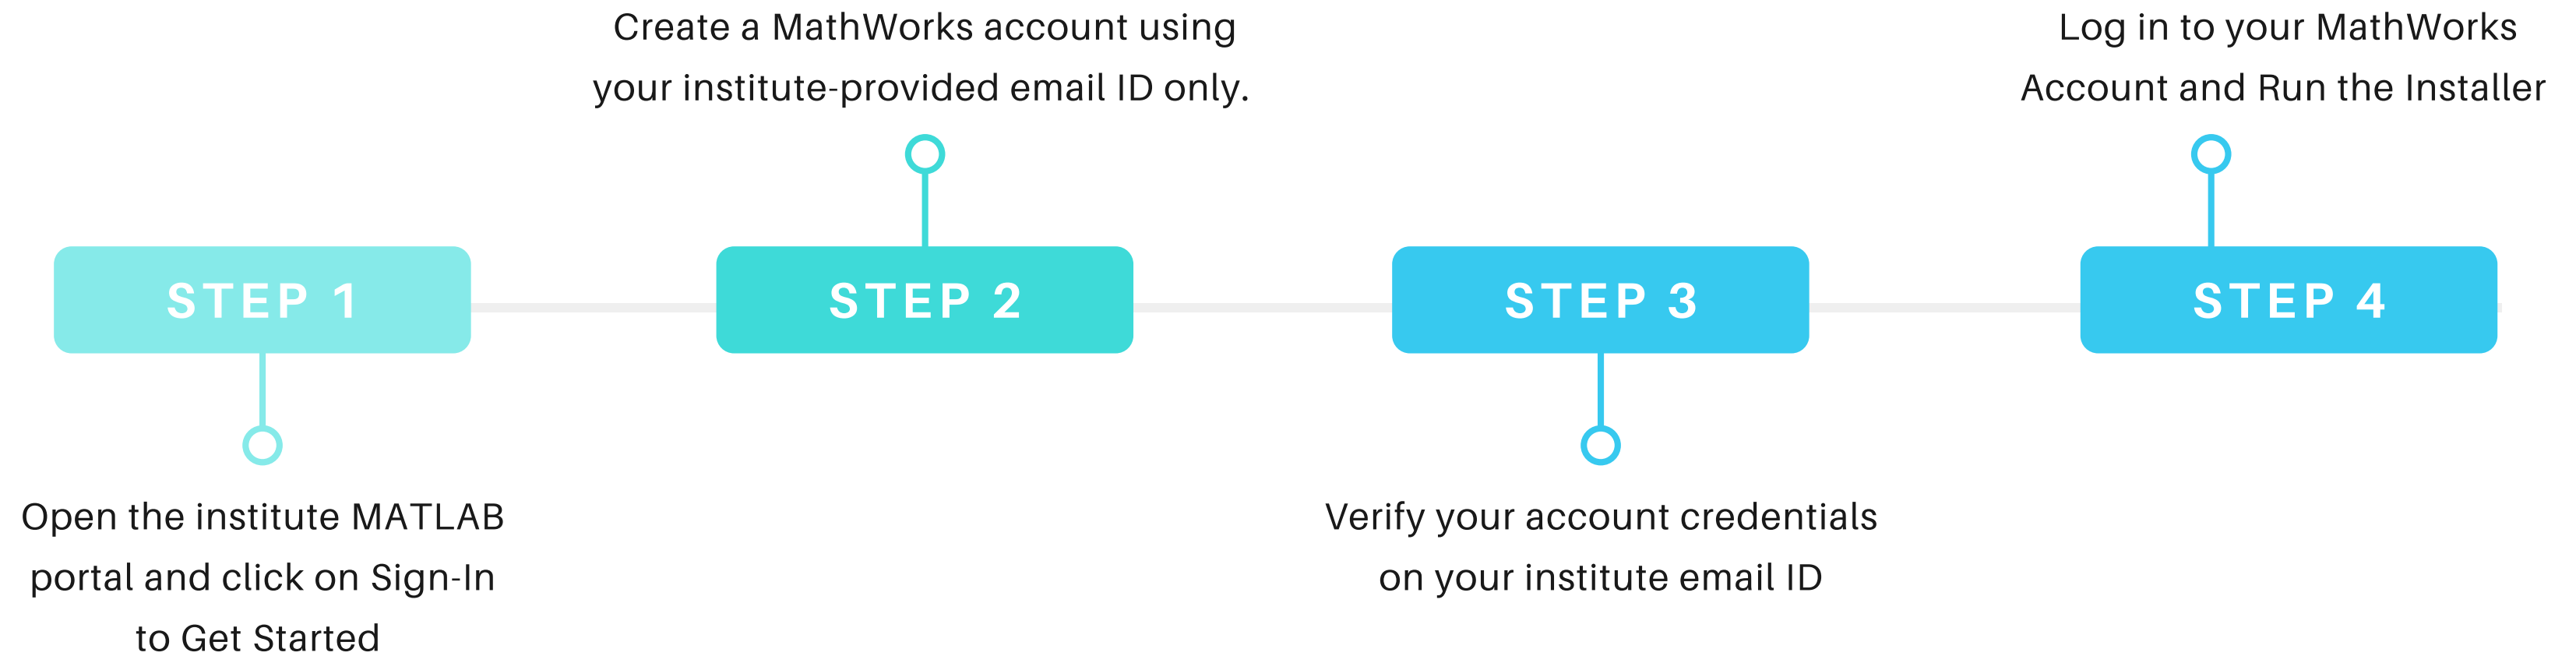 Create a MathWorks account using
your institute-provided email ID only.
Log in to your MathWorks
Account and Run the Installer
STEP 1
STEP 2
STEP 3
STEP 4
Open the institute MATLAB
portal and click on Sign-In
to Get Started
Verify your account credentials
on your institute email ID